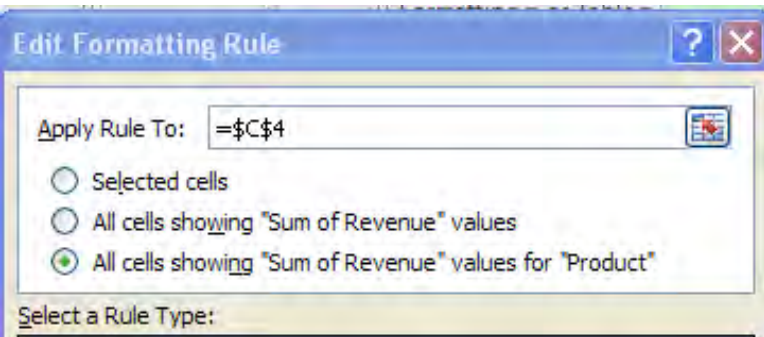 Edit Formatting Rule
Apply Rule To: =$C$4
Selected cells
All cells showing "Sum of Revenue" values
All cells showing "Sum of Revenue" values for "Product"
Select a Rule Type: